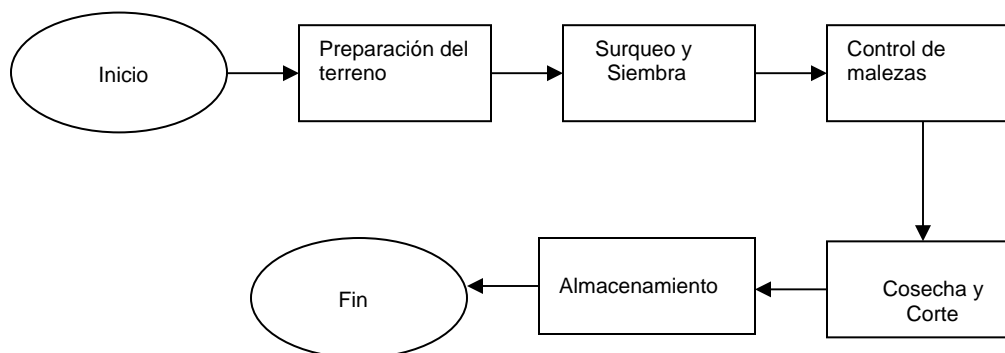 Inicio
Preparación del
terreno
Surqueo y
Siembra
Control de
malezas
Cosecha y
Corte
Almacenamiento
Fin